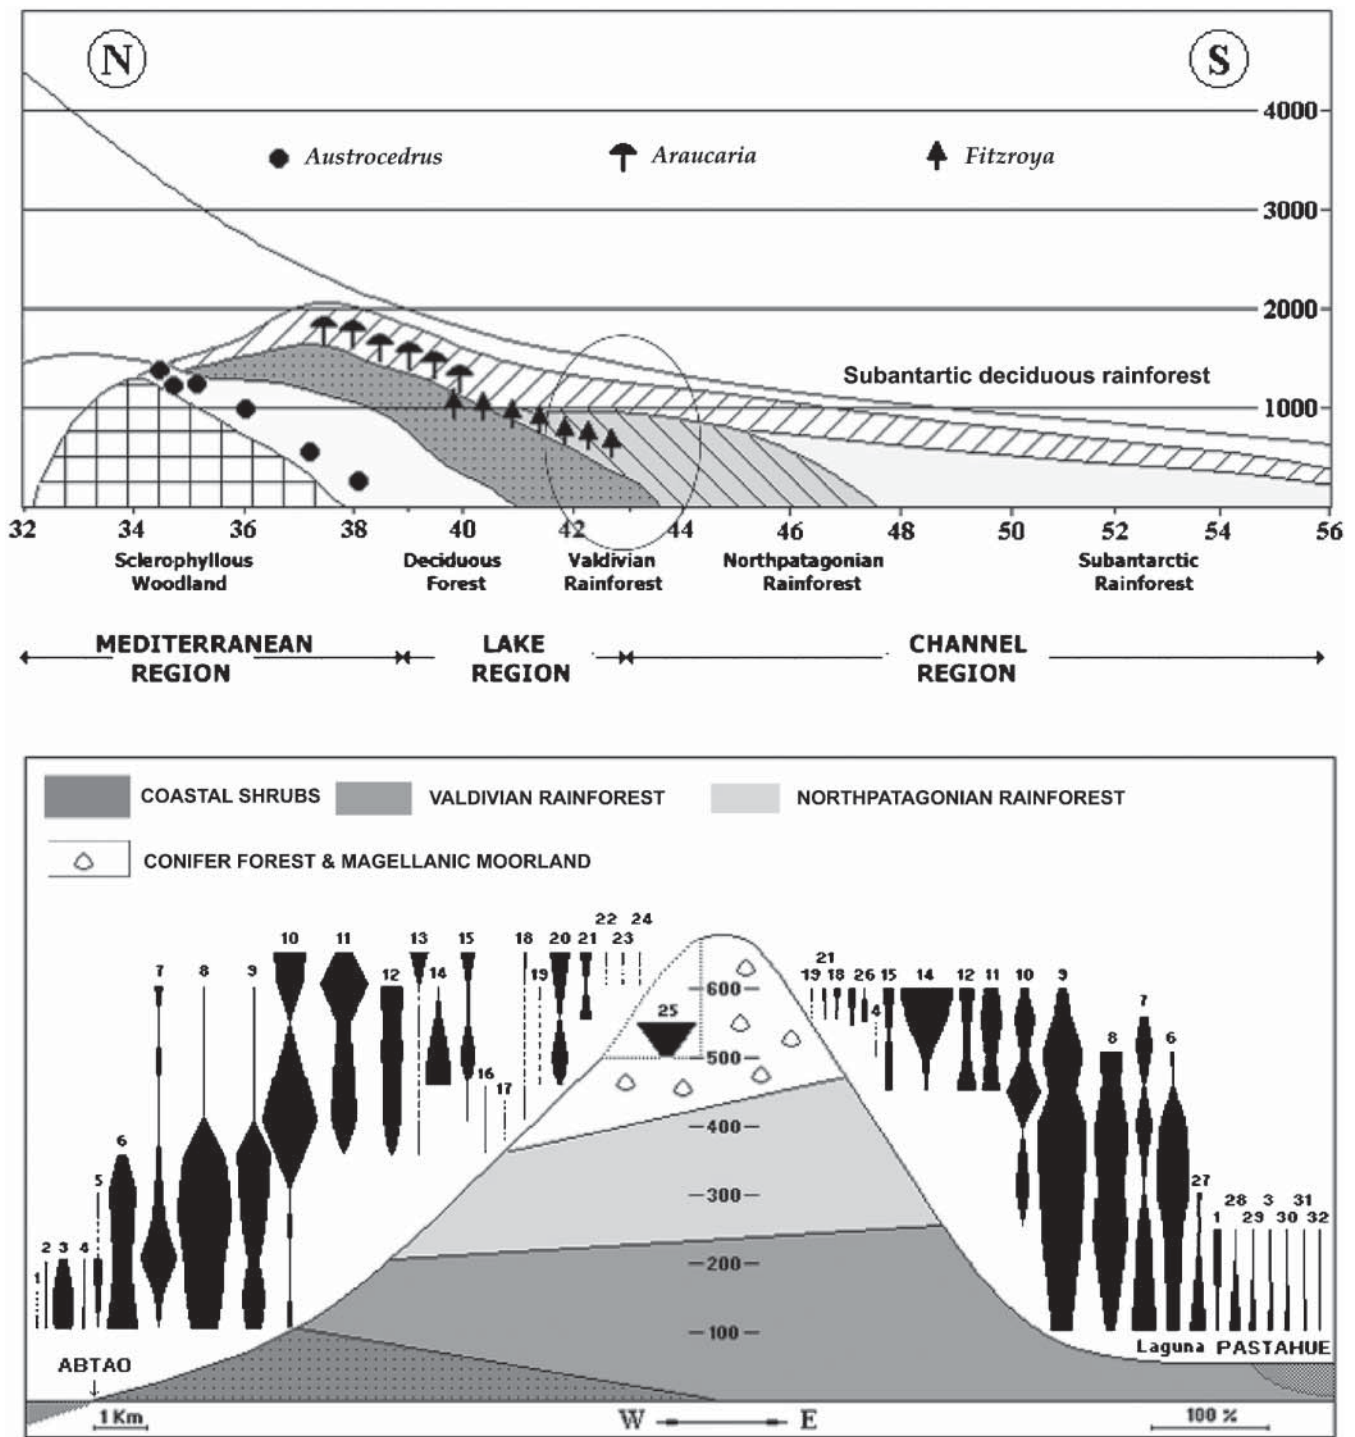 N
S
4000
Austrocedrus
Araucaria
Fitzroya
3000
2000
Subantartic deciduous rainforest
1000
32 34 36 38 40 42 44 46 48 50 52 54 56
Sclerophyllous Woodland
Deciduous Forest
Valdivian Rainforest
Northpatagonian Rainforest
Subantarctic Rainforest
MEDITERRANEAN REGION
LAKE REGION
CHANNEL REGION
COASTAL SHRUBS
VALDIVIAN RAINFOREST
NORTHPATAGONIAN RAINFOREST
CONIFER FOREST & MAGELLANIC MOORLAND
1 2 3 4 5 6 7 8 9 10 11 12 13 14 15 16 17 18 19 20 21 22 23 24
25
19 21 18 26 4 15 14 12 11 10 9 8 7 6 27 1 28 29 3 30 31 32
600
500
400
300
200
100
ABTAO
Laguna PASTAHUE
1 Km
W E
100 %